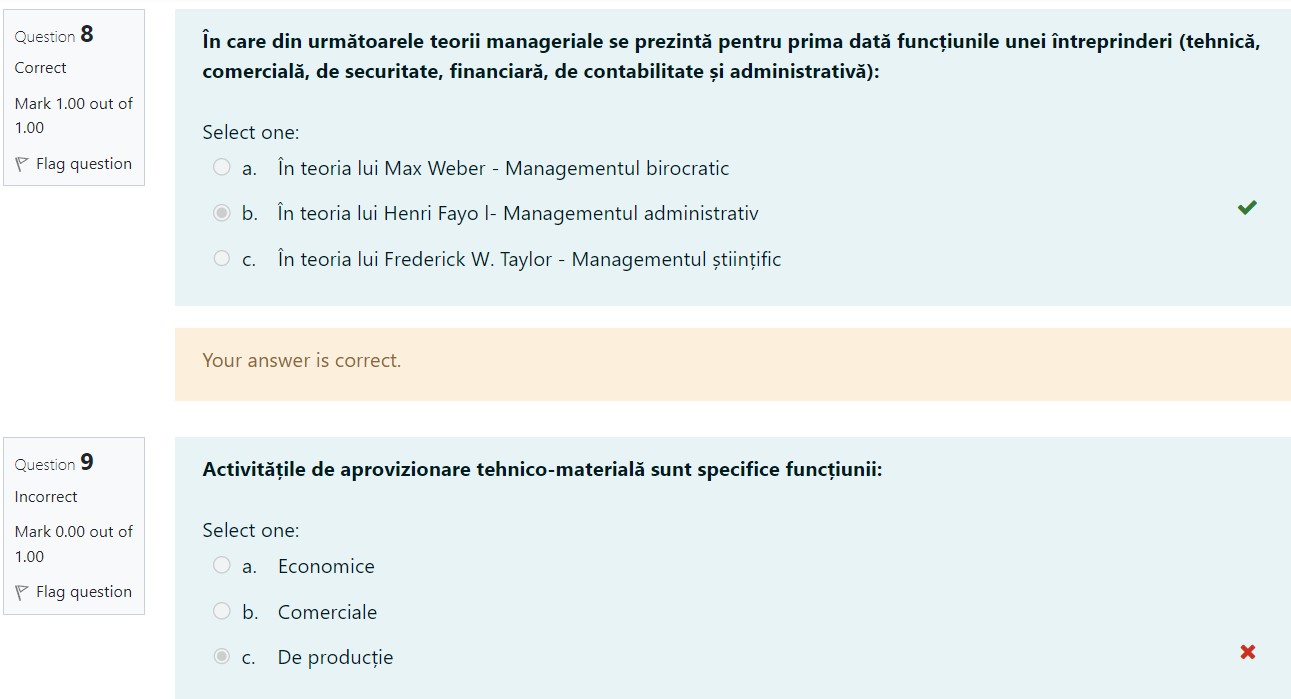 Question 8
Correct
Mark 1.00 out of
1.00
Flag question
În care din următoarele teorii manageriale se prezintă pentru prima dată funcțiunile unei întreprinderi (tehnică,
comercială, de securitate, financiară, de contabilitate și administrativă):
Select one:
a. În teoria lui Max Weber - Managementul birocratic
b. În teoria lui Henri Fayo l- Managementul administrativ
c. În teoria lui Frederick W. Taylor - Managementul științific
Your answer is correct.
Question 9
Incorrect
Mark 0.00 out of
1.00
Flag question
Activitățile de aprovizionare tehnico-materială sunt specifice funcțiunii:
Select one:
a. Economice
b. Comerciale
c. De producție